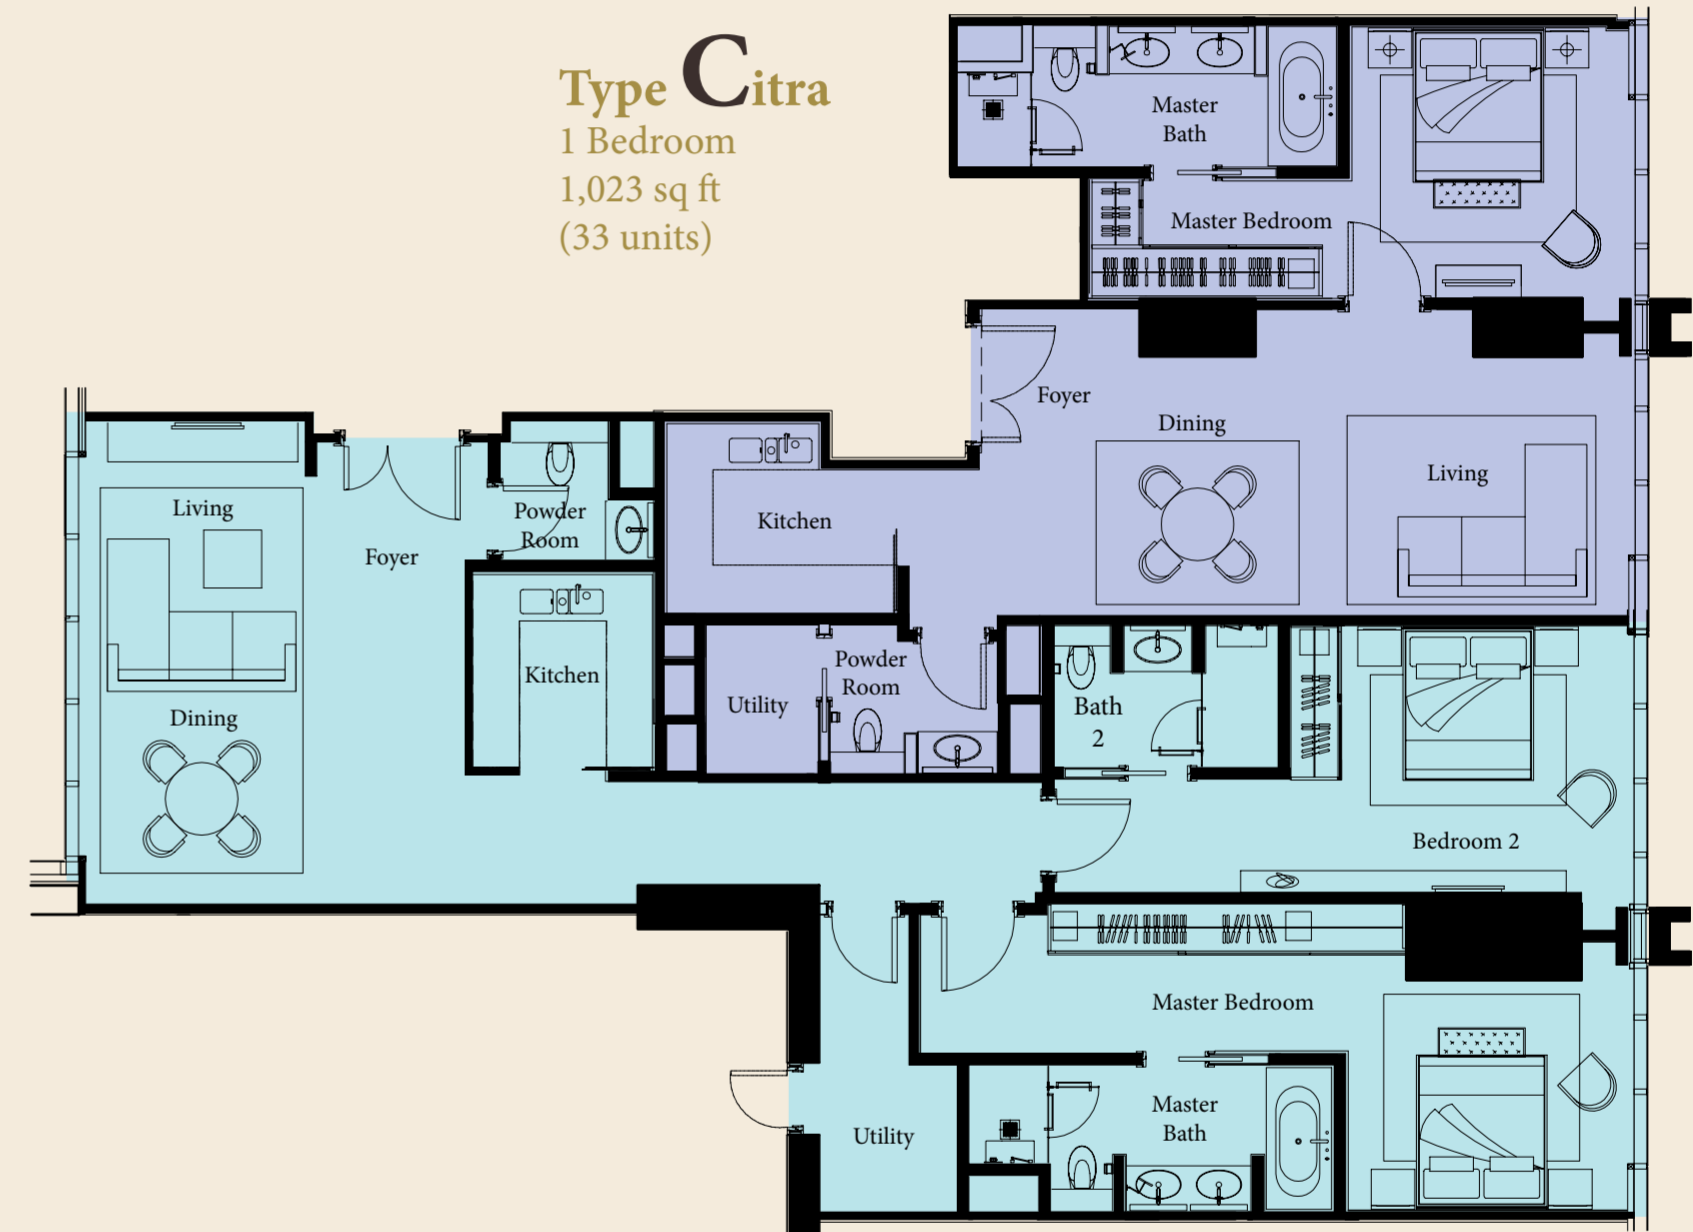 Type Citra
1 Bedroom
1,023 sq ft
(33 units)
Master
Bath
Master Bedroom
Foyer
Dining
Living
Kitchen
Powder
Room
Utility
Living
Foyer
Powder
Room
Kitchen
Dining
Bath
2
Bedroom 2
Master Bedroom
Master
Bath
Utility